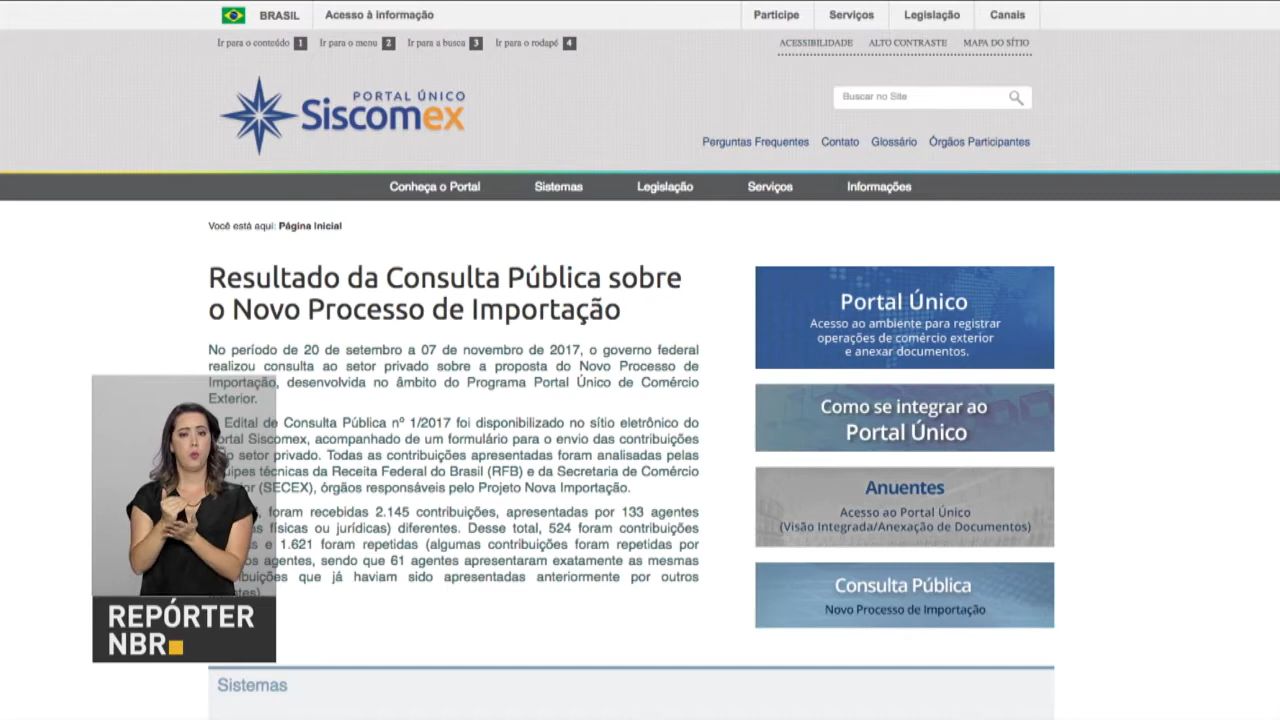 BRASIL Acesso à informação Participe Serviços Legislação Canais
Ir para o conteúdo 1 Ir para o menu 2 Ir para a busca 3 Ir para o rodapé 4 ACESSIBILIDADE ALTO CONTRASTE MAPA DO SÍTIO
PORTAL ÚNICO
Siscomex
Buscar no Site
Perguntas Frequentes Contato Glossário Órgãos Participantes
Conheça o Portal Sistemas Legislação Serviços Informações
Você está aqui: Página Inicial
Resultado da Consulta Pública sobre
o Novo Processo de Importação
No período de 20 de setembro a 07 de novembro de 2017, o governo federal
realizou consulta ao setor privado sobre a proposta do Novo Processo de
Importação, desenvolvida no âmbito do Programa Portal Único de Comércio
Exterior.
Edital de Consulta Pública nº 1/2017 foi disponibilizado no sítio eletrônico do
ortal Siscomex, acompanhado de um formulário para o envio das contribuições
o setor privado. Todas as contribuições apresentadas foram analisadas pelas
uipes técnicas da Receita Federal do Brasil (RFB) e da Secretaria de Comércio
or (SECEX), órgãos responsáveis pelo Projeto Nova Importação.
foram recebidas 2.145 contribuições, apresentadas por 133 agentes
físicas ou jurídicas) diferentes. Desse total, 524 foram contribuições
e 1.621 foram repetidas (algumas contribuições foram repetidas por
os agentes, sendo que 61 agentes apresentaram exatamente as mesmas
buições que já haviam sido apresentadas anteriormente por outros
Portal Único
Acesso ao ambiente para registrar
operações de comércio exterior
e anexar documentos.
Como se integrar ao
Portal Único
Anuentes
Acesso ao Portal Único
(Visão Integrada/Anexação de Documentos)
Consulta Pública
Novo Processo de Importação
REPÓRTER
NBR
Sistemas